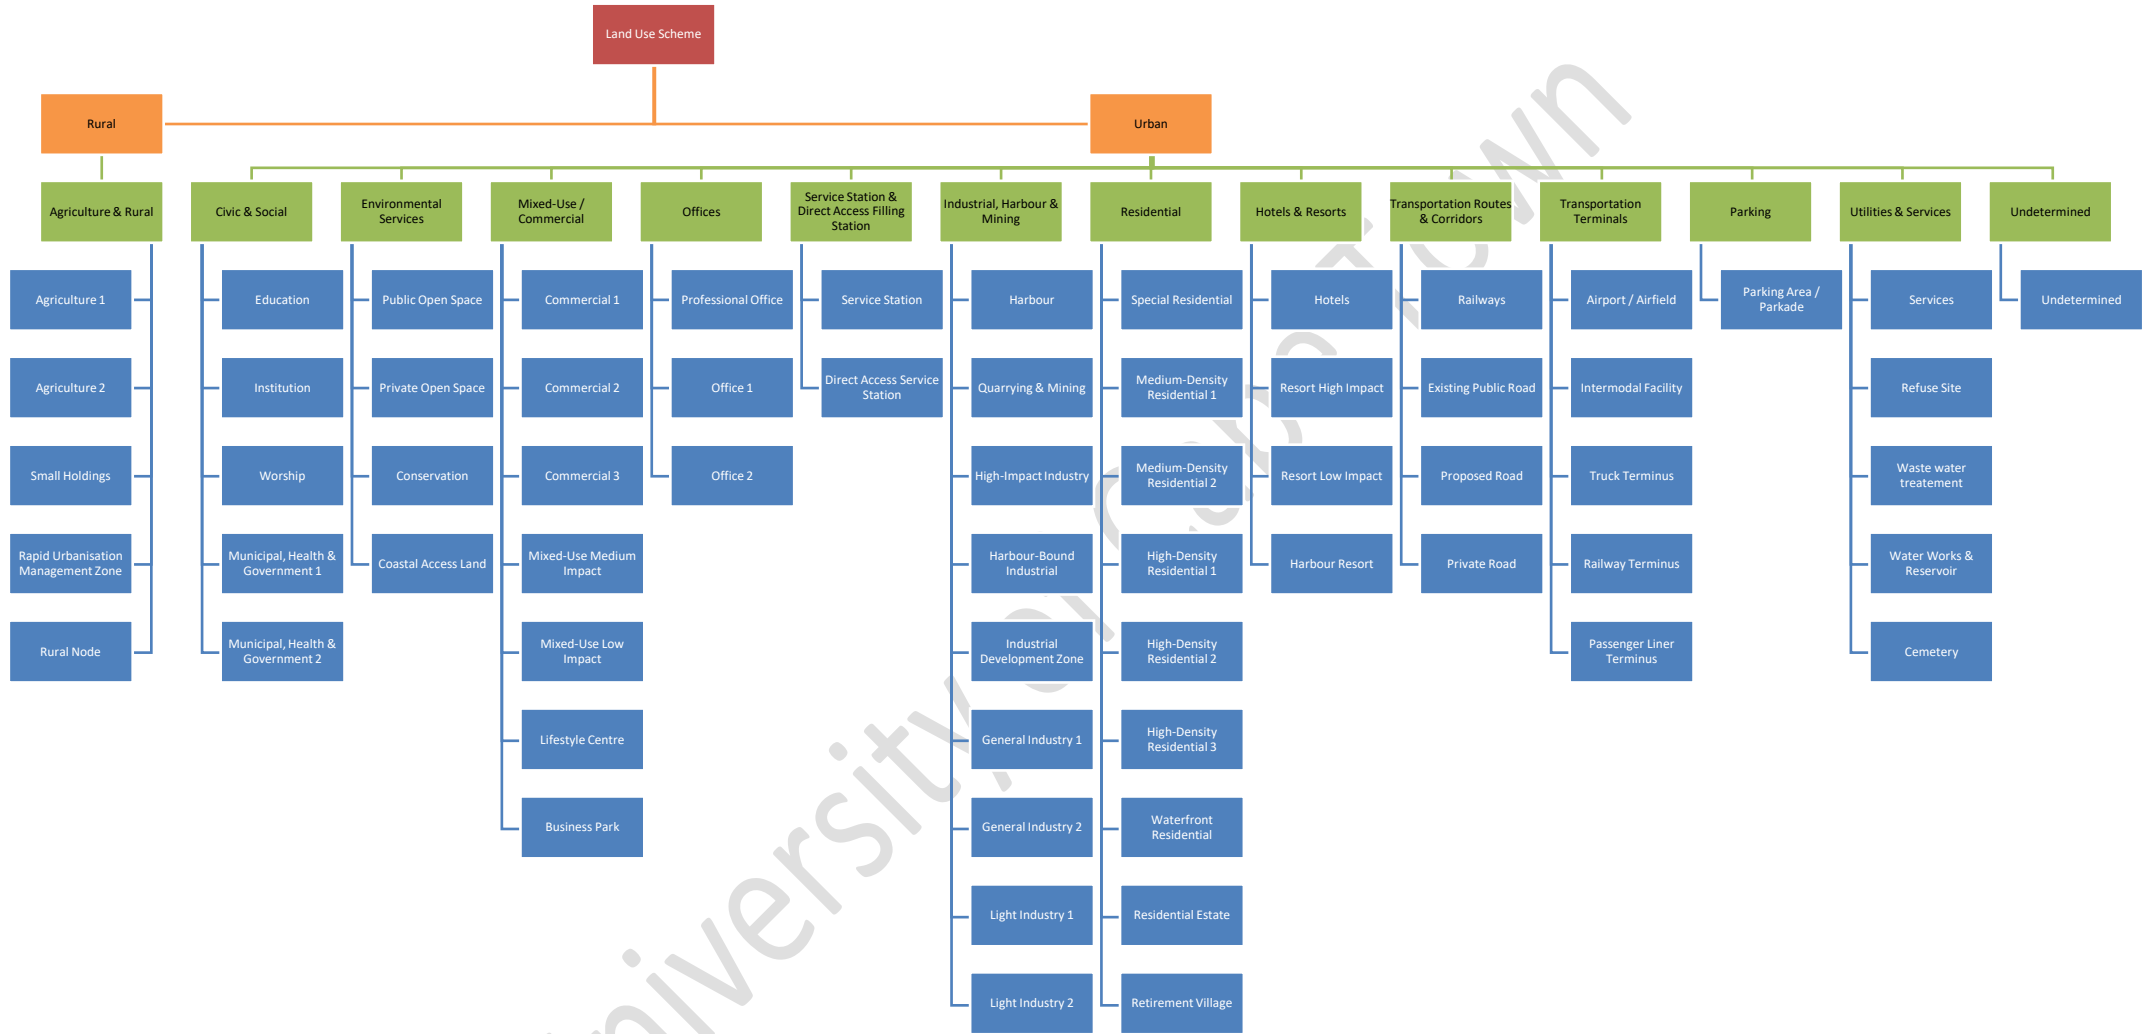 Land Use Scheme
Rural
Urban
Agriculture & Rural
Civic & Social
Environmental
Services
Mixed-Use /
Commercial
Offices
Service Station &
Direct Access Filling
Station
Industrial, Harbour &
Mining
Residential
Hotels & Resorts
Transportation Routes
& Corridors
Transportation
Terminals
Parking
Utilities & Services
Undetermined
Agriculture 1
Agriculture 2
Small Holdings
Rapid Urbanisation
Management Zone
Rural Node
Education
Institution
Worship
Municipal, Health &
Government 1
Municipal, Health &
Government 2
Public Open Space
Private Open Space
Conservation
Coastal Access Land
Commercial 1
Commercial 2
Commercial 3
Mixed-Use Medium
Impact
Mixed-Use Low
Impact
Lifestyle Centre
Business Park
Professional Office
Office 1
Office 2
Service Station
Direct Access Service
Station
Harbour
Quarrying & Mining
High-Impact Industry
Harbour-Bound
Industrial
Industrial
Development Zone
General Industry 1
General Industry 2
Light Industry 1
Light Industry 2
Special Residential
Medium-Density
Residential 1
Medium-Density
Residential 2
High-Density
Residential 1
High-Density
Residential 2
High-Density
Residential 3
Waterfront
Residential
Residential Estate
Retirement Village
Hotels
Resort High Impact
Resort Low Impact
Harbour Resort
Railways
Existing Public Road
Proposed Road
Private Road
Airport / Airfield
Intermodal Facility
Truck Terminus
Railway Terminus
Passenger Liner
Terminus
Parking Area /
Parkade
Services
Refuse Site
Waste water
treatement
Water Works &
Reservoir
Cemetery
Undetermined